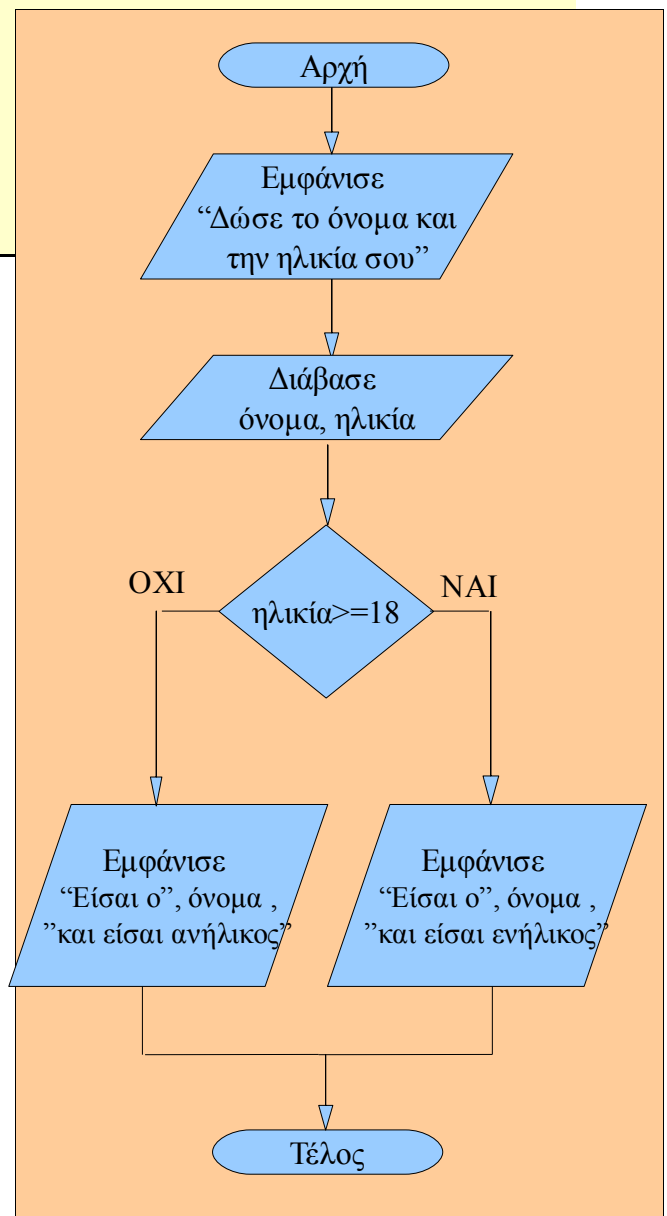 Αρχή
Εμφάνισε
“Δώσε το όνομα και
την ηλικία σου”
Διάβασε
όνομα, ηλικία
ΟΧΙ
ηλικία>=18
ΝΑΙ
Εμφάνισε
“Είσαι ο”, όνομα ,
”και είσαι ανήλικος”
Εμφάνισε
“Είσαι ο”, όνομα ,
”και είσαι ενήλικος”
Τέλος